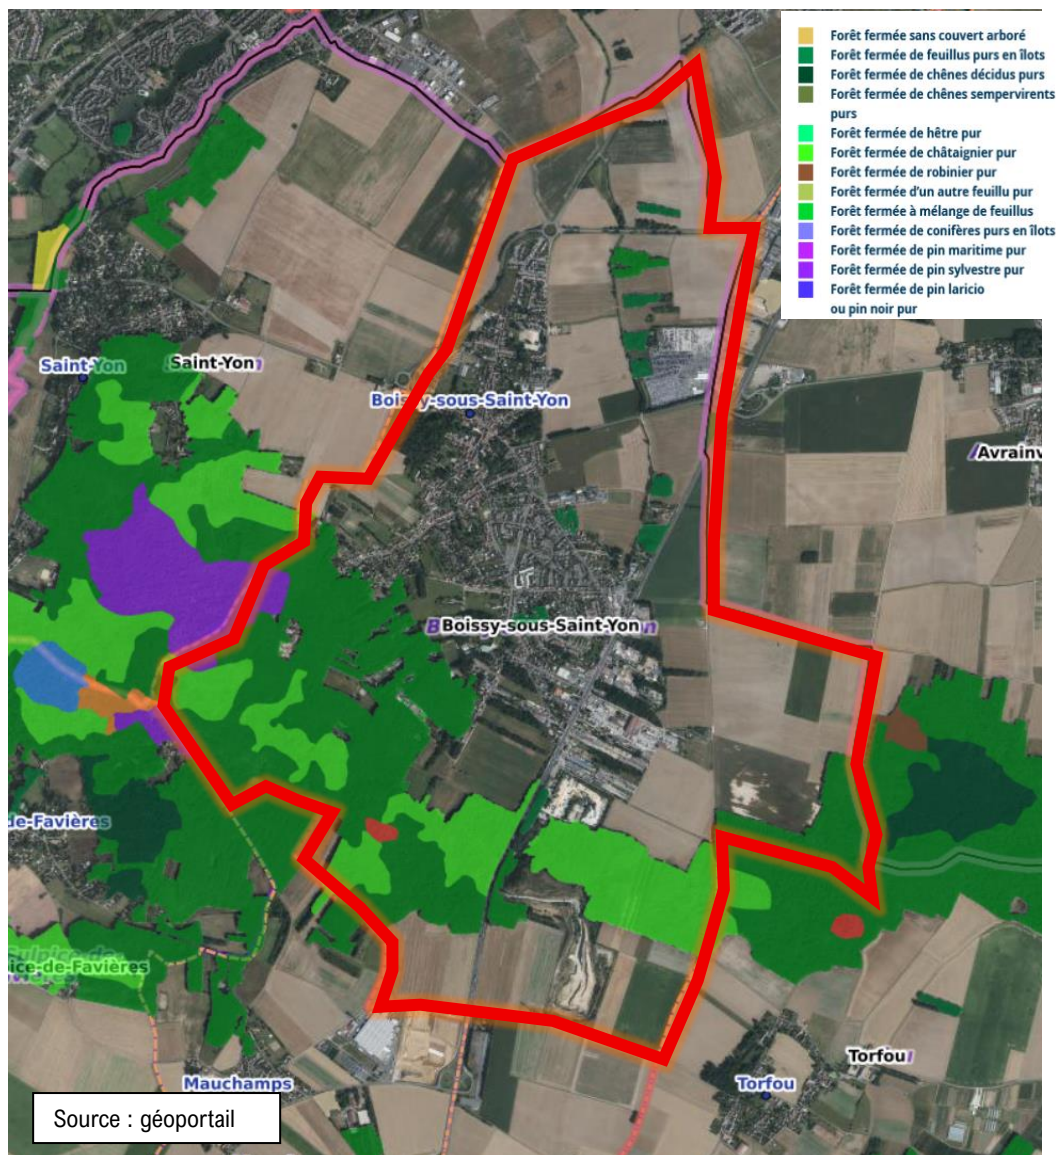 Forêt fermée sans couvert arboré
Forêt fermée de feuillus purs en îlots
Forêt fermée de chênes décidus purs
Forêt fermée de chênes sempervirents
purs
Forêt fermée de hêtre pur
Forêt fermée de châtaignier pur
Forêt fermée de robinier pur
Forêt fermée d'un autre feuillu pur
Forêt fermée à mélange de feuillus
Forêt fermée de conifères purs en îlots
Forêt fermée de pin maritime pur
Forêt fermée de pin sylvestre pur
Forêt fermée de pin laricio
ou pin noir pur
Saint-Yon
Saint-Yon
Boissy-sous-Saint-Yon
Avrainv
Boissy-sous-Saint-Yon
de-Favières
ice-de-Favières
Mauchamps
Torfou
Torfou
Source : géoportail